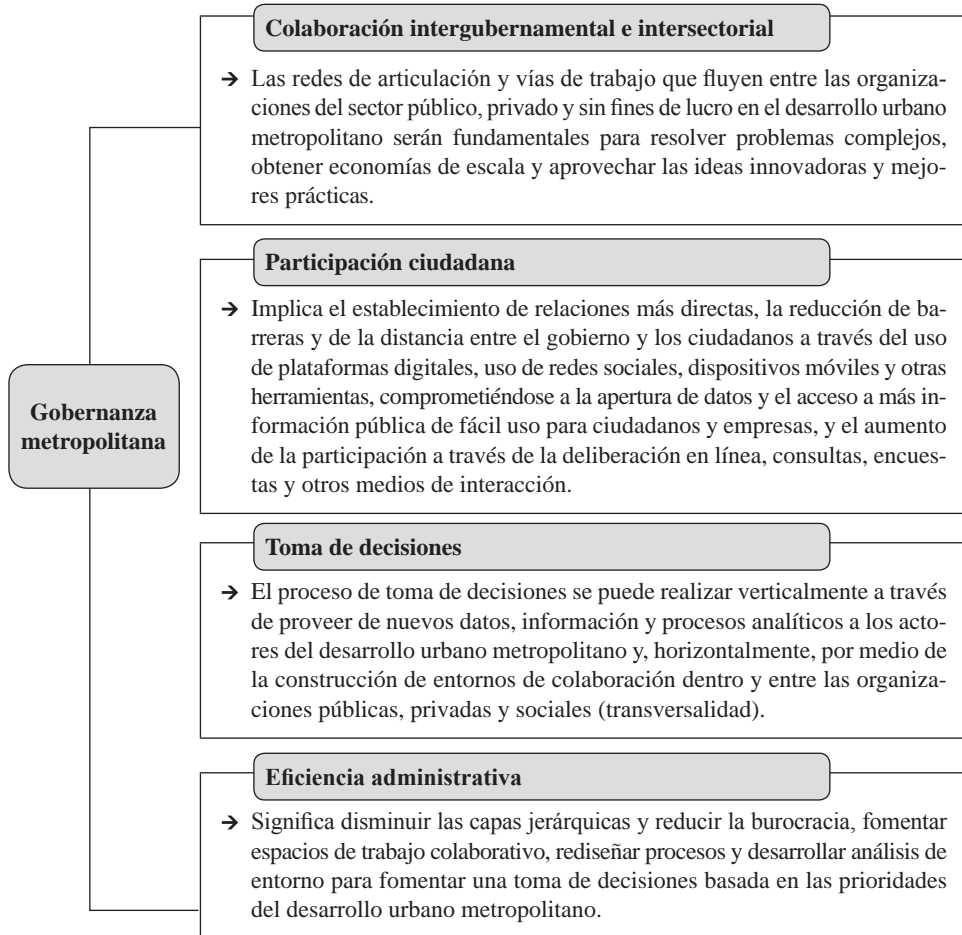 Colaboración intergubernamental e intersectorial
→ Las redes de articulación y vías de trabajo que fluyen entre las organiza-
ciones del sector público, privado y sin fines de lucro en el desarrollo urbano
metropolitano serán fundamentales para resolver problemas complejos,
obtener economías de escala y aprovechar las ideas innovadoras y mejo-
res prácticas.
Participación ciudadana
→ Implica el establecimiento de relaciones más directas, la reducción de ba-
rreras y de la distancia entre el gobierno y los ciudadanos a través del uso
de plataformas digitales, uso de redes sociales, dispositivos móviles y otras
herramientas, comprometiéndose a la apertura de datos y el acceso a más in-
formación pública de fácil uso para ciudadanos y empresas, y el aumento
de la participación a través de la deliberación en línea, consultas, encues-
tas y otros medios de interacción.
Gobernanza
metropolitana
Toma de decisiones
→ El proceso de toma de decisiones se puede realizar verticalmente a través
de proveer de nuevos datos, información y procesos analíticos a los acto-
res del desarrollo urbano metropolitano y, horizontalmente, por medio de
la construcción de entornos de colaboración dentro y entre las organiza-
ciones públicas, privadas y sociales (transversalidad).
Eficiencia administrativa
→ Significa disminuir las capas jerárquicas y reducir la burocracia, fomentar
espacios de trabajo colaborativo, rediseñar procesos y desarrollar análisis de
entorno para fomentar una toma de decisiones basada en las prioridades
del desarrollo urbano metropolitano.